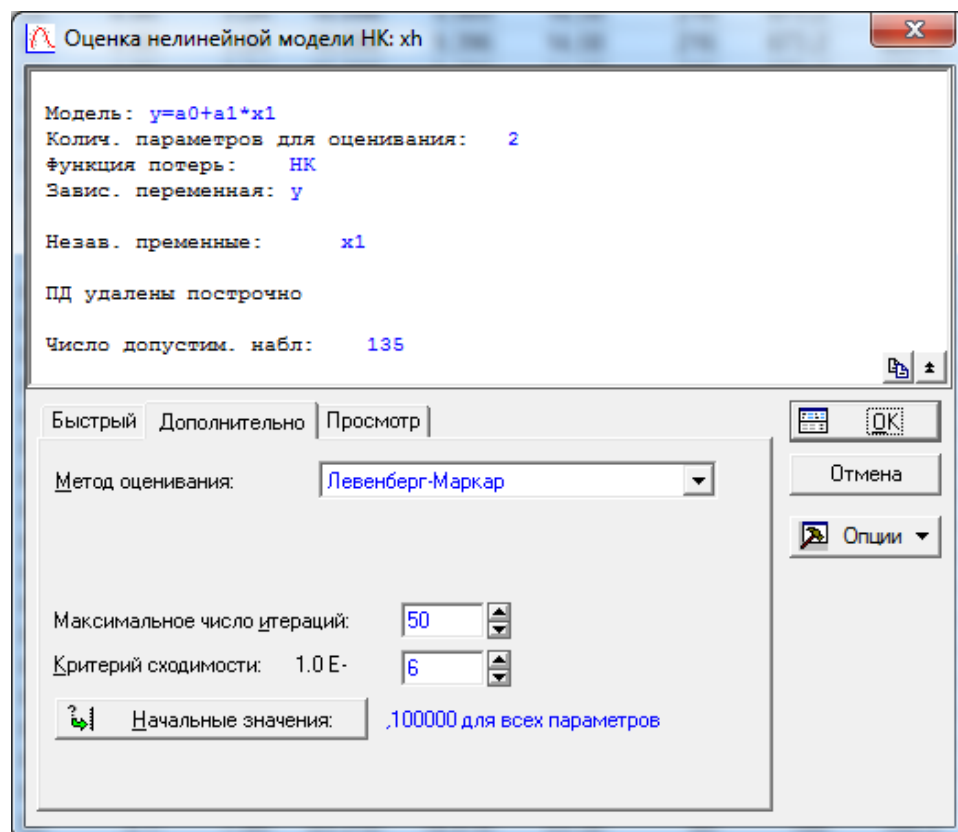 Оценка нелинейной модели НК: xh
Модель: y=a0+a1*x1
Колич. параметров для оценивания: 2
Функция потерь: НК
Завис. переменная: y
Незав. пременные: x1
ПД удалены построчно
Число допустим. набл: 135
Быстрый Дополнительно Просмотр
OK
Метод оценивания: Левенберг-Маркар
Отмена
Опции
Максимальное число итераций: 50
Критерий сходимости: 1.0 E- 6
Начальные значения: ,100000 для всех параметров